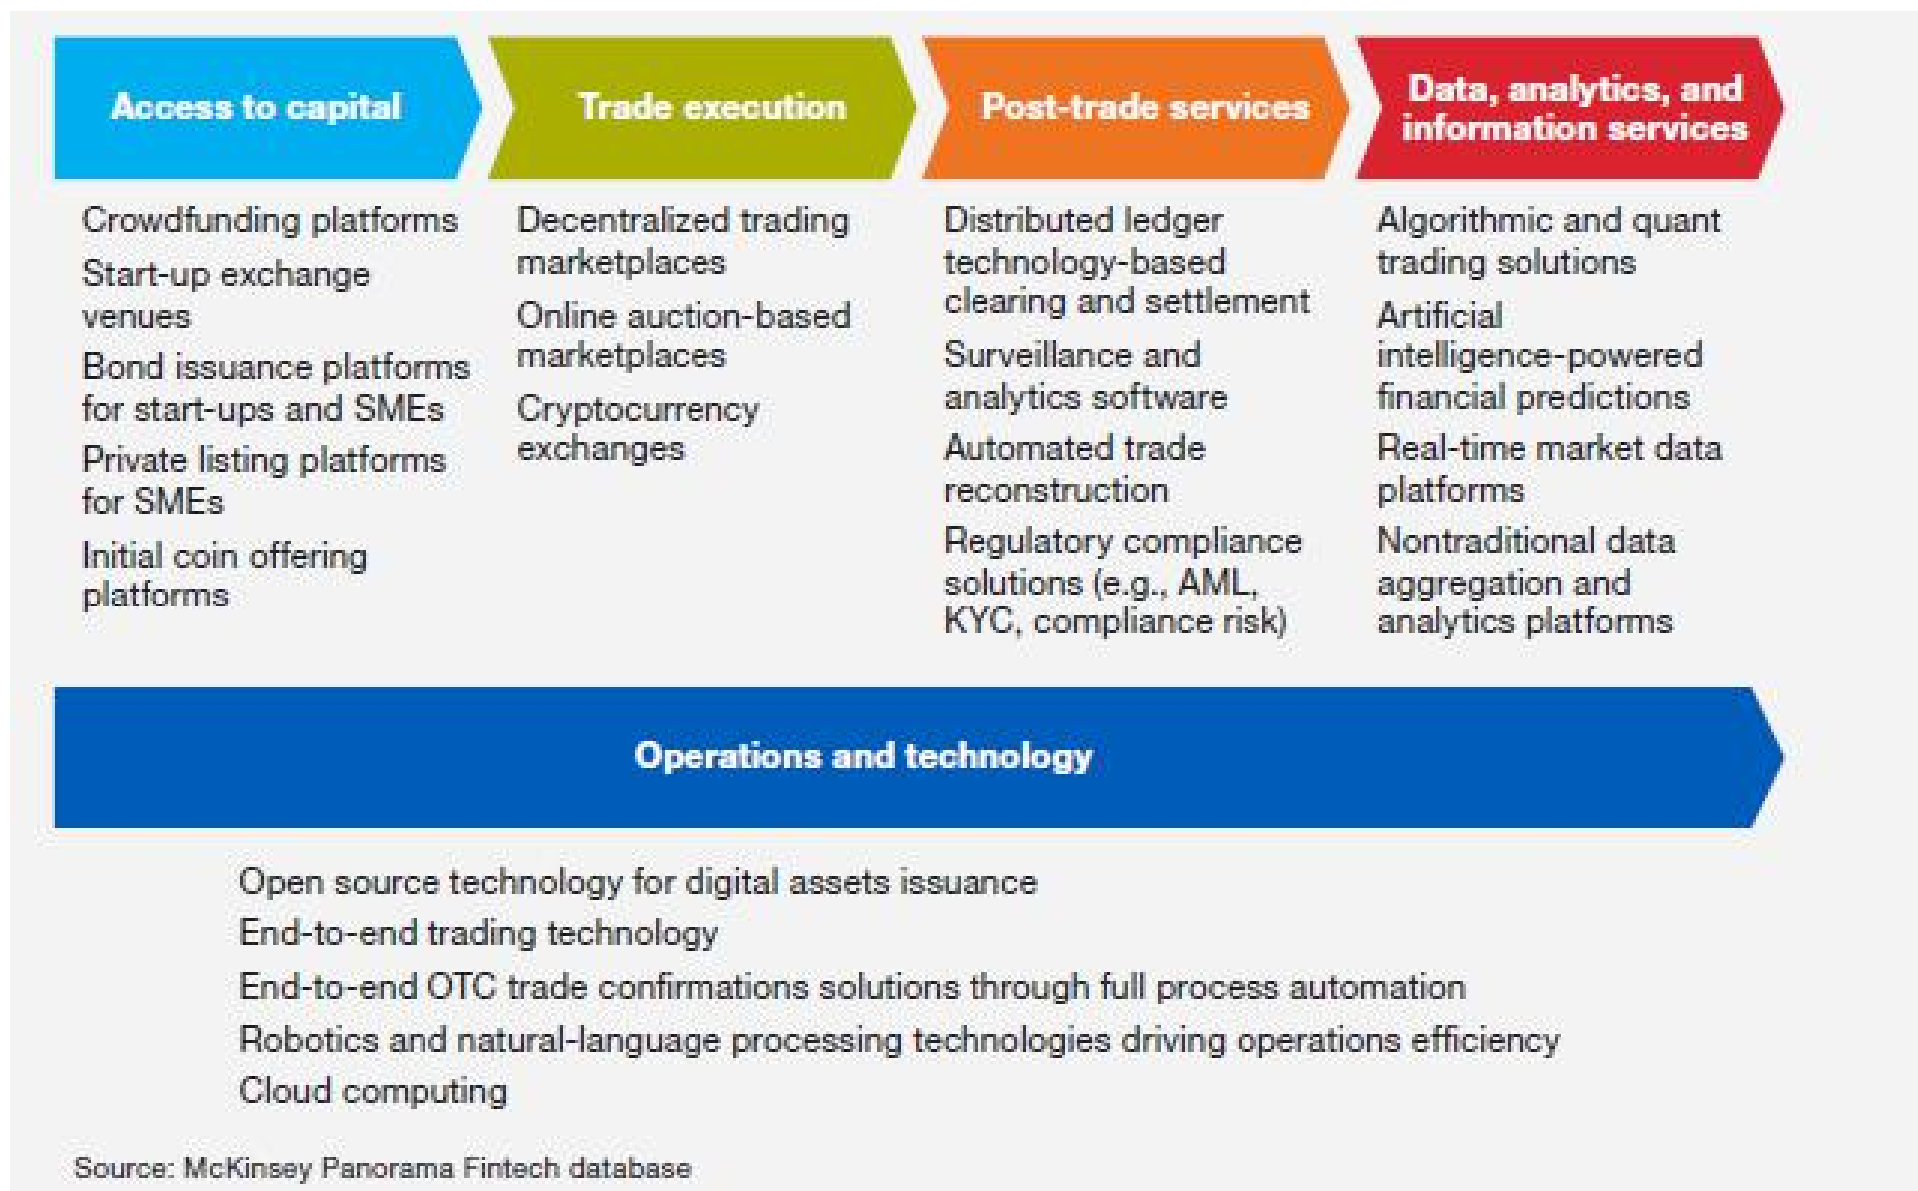 Access to capital
Crowdfunding platforms
Start-up exchange
venues
Bond issuance platforms
for start-ups and SMEs
Private listing platforms
for SMEs
Initial coin offering
platforms
Trade execution
Decentralized trading
marketplaces
Online auction-based
marketplaces
Cryptocurrency
exchanges
Post-trade services
Distributed ledger
technology-based
clearing and settlement
Surveillance and
analytics software
Automated trade
reconstruction
Regulatory compliance
solutions (e.g., AML,
KYC, compliance risk)
Data, analytics, and
information services
Algorithmic and quant
trading solutions
Artificial
intelligence-powered
financial predictions
Real-time market data
platforms
Nontraditional data
aggregation and
analytics platforms
Operations and technology
Open source technology for digital assets issuance
End-to-end trading technology
End-to-end OTC trade confirmations solutions through full process automation
Robotics and natural-language processing technologies driving operations efficiency
Cloud computing
Source: McKinsey Panorama Fintech database